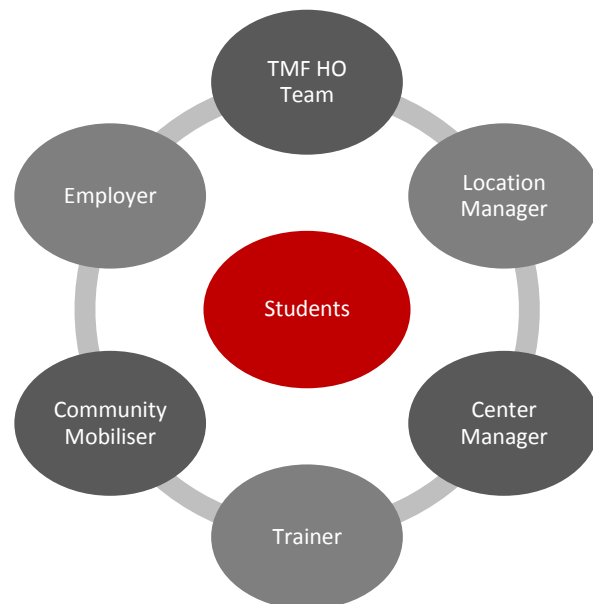 TMF HO
Team
Employer
Location
Manager
Students
Community
Mobiliser
Center
Manager
Trainer